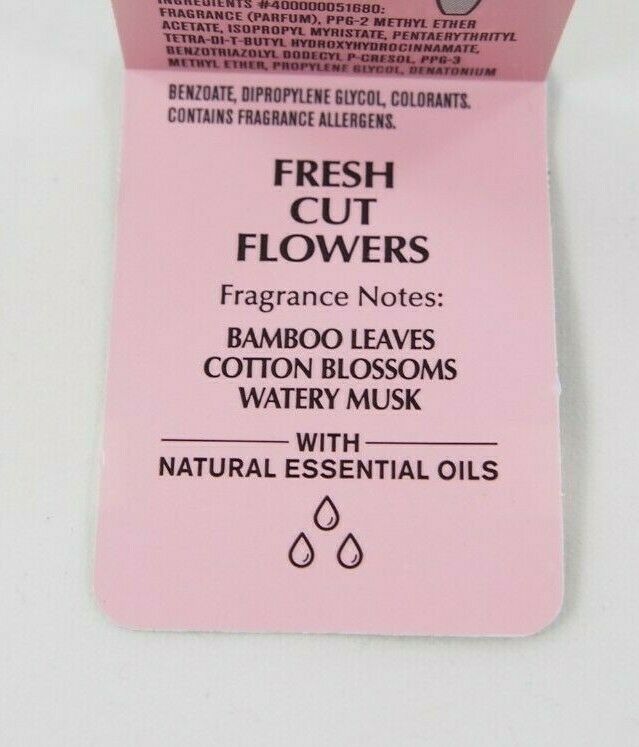 INGREDIENTS #400000051680:
FRAGRANCE (PARFUM), PPG-2 METHYL ETHER
ACETATE, ISOPROPYL MYRISTATE, PENTAERYTHRITYL
TETRA-DI-T-BUTYL HYDROXYHYDROCINNAMATE,
BENZOTRIAZOLYL DODECYL P-CRESOL, PPG-3
METHYL ETHER, PROPYLENE GLYCOL, DENATONIUM
BENZOATE, DIPROPYLENE GLYCOL, COLORANTS.
CONTAINS FRAGRANCE ALLERGENS.
FRESH
CUT
FLOWERS
Fragrance Notes:
BAMBOO LEAVES
COTTON BLOSSOMS
WATERY MUSK
WITH
NATURAL ESSENTIAL OILS